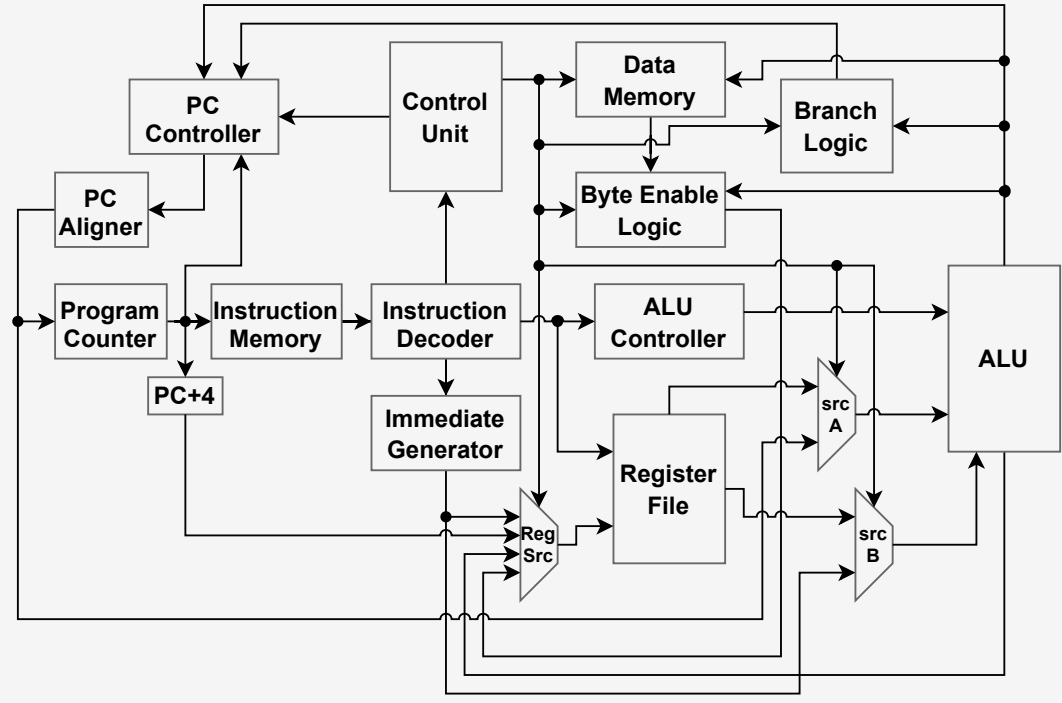 PC
Controller
Control
Unit
Data
Memory
Branch
Logic
PC
Aligner
Byte Enable
Logic
Program
Counter
Instruction
Memory
Instruction
Decoder
ALU
Controller
ALU
PC+4
Immediate
Generator
Register
File
src
A
Reg
Src
src
B